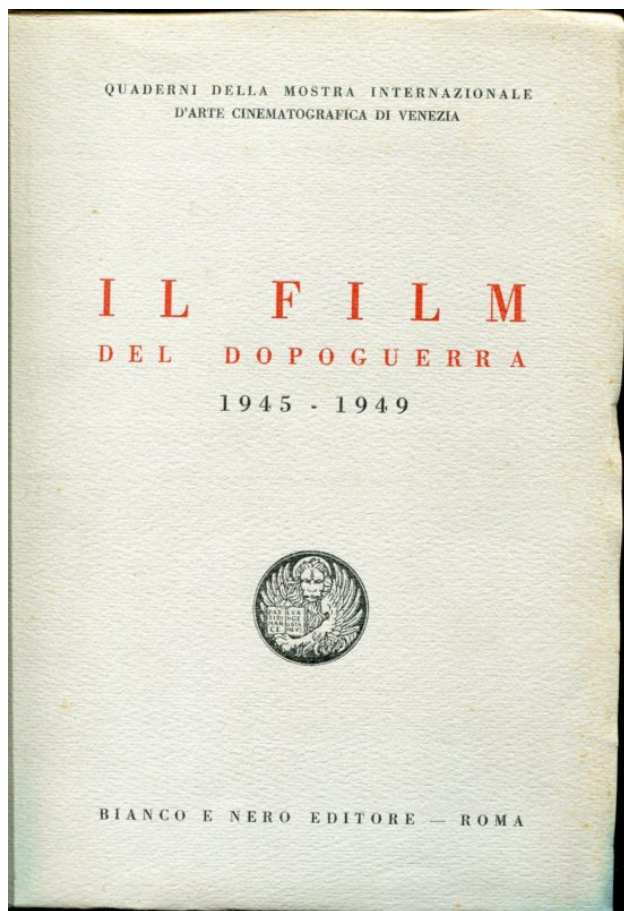 QUADERNI DELLA MOSTRA INTERNAZIONALE
D'ARTE CINEMATOGRAFICA DI VENEZIA
IL FILM
DEL DOPOGUERRA
1945 - 1949
BIANCO E NERO EDITORE — ROMA